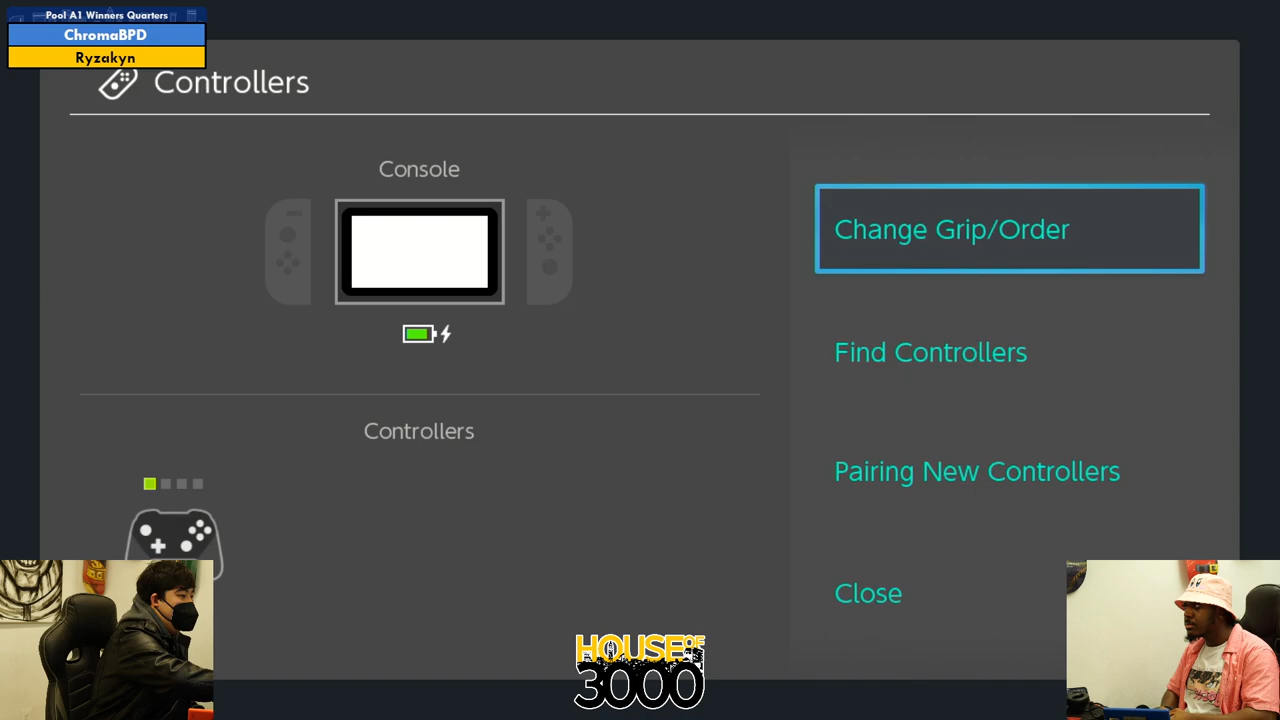 Pool A1 Winners Quarters
ChromaBPD
Ryzakyn
Controllers
Console
Change Grip/Order
Find Controllers
Controllers
Pairing New Controllers
Close
HOUSE OF
3000